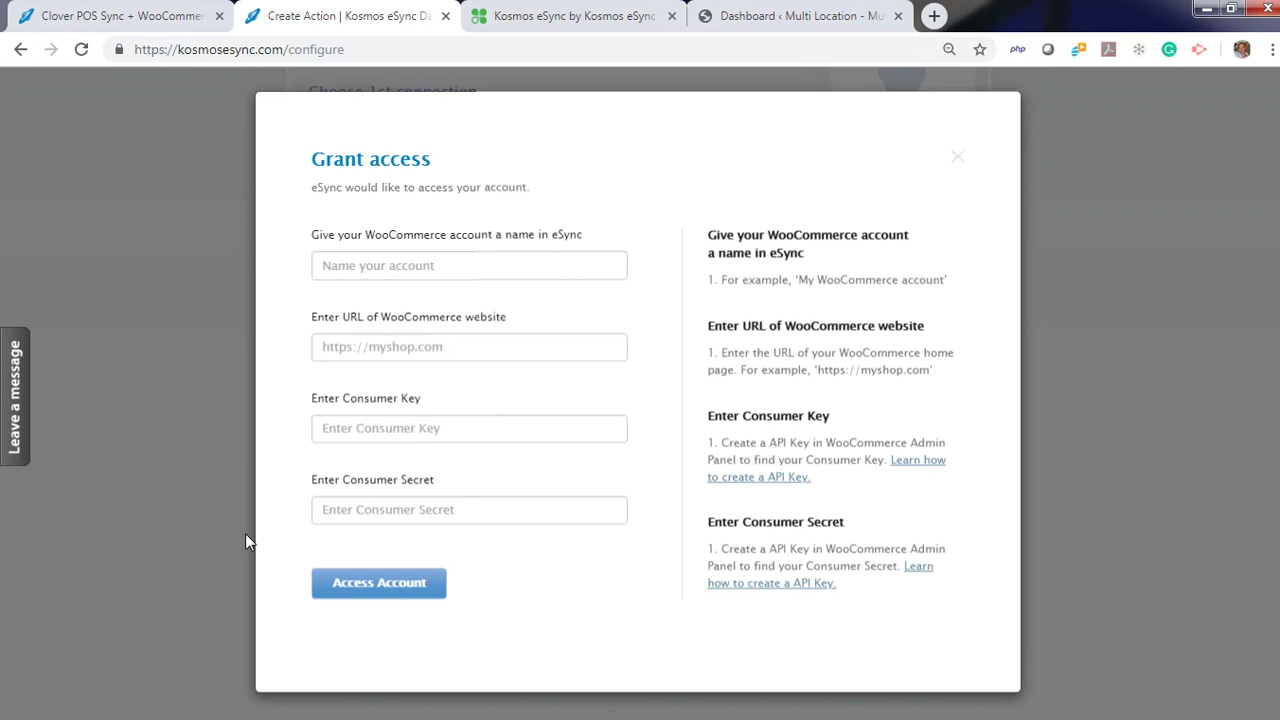 Clover POS Sync + WooCommer
Create Action | Kosmos eSync Da
Kosmos eSync by Kosmos eSync
Dashboard ‹ Multi Location - Mu
https://kosmosesync.com/configure
php
Choose 1st connection
Grant access
eSync would like to access your account.
Give your WooCommerce account a name in eSync
Name your account
Enter URL of WooCommerce website
https://myshop.com
Enter Consumer Key
Enter Consumer Key
Enter Consumer Secret
Enter Consumer Secret
Access Account
Give your WooCommerce account
a name in eSync
1. For example, ‘My WooCommerce account’
Enter URL of WooCommerce website
1. Enter the URL of your WooCommerce home
page. For example, ‘https://myshop.com’
Enter Consumer Key
1. Create a API Key in WooCommerce Admin
Panel to find your Consumer Key. Learn how
to create a API Key.
Enter Consumer Secret
1. Create a API Key in WooCommerce Admin
Panel to find your Consumer Secret. Learn
how to create a API Key.
Leave a message